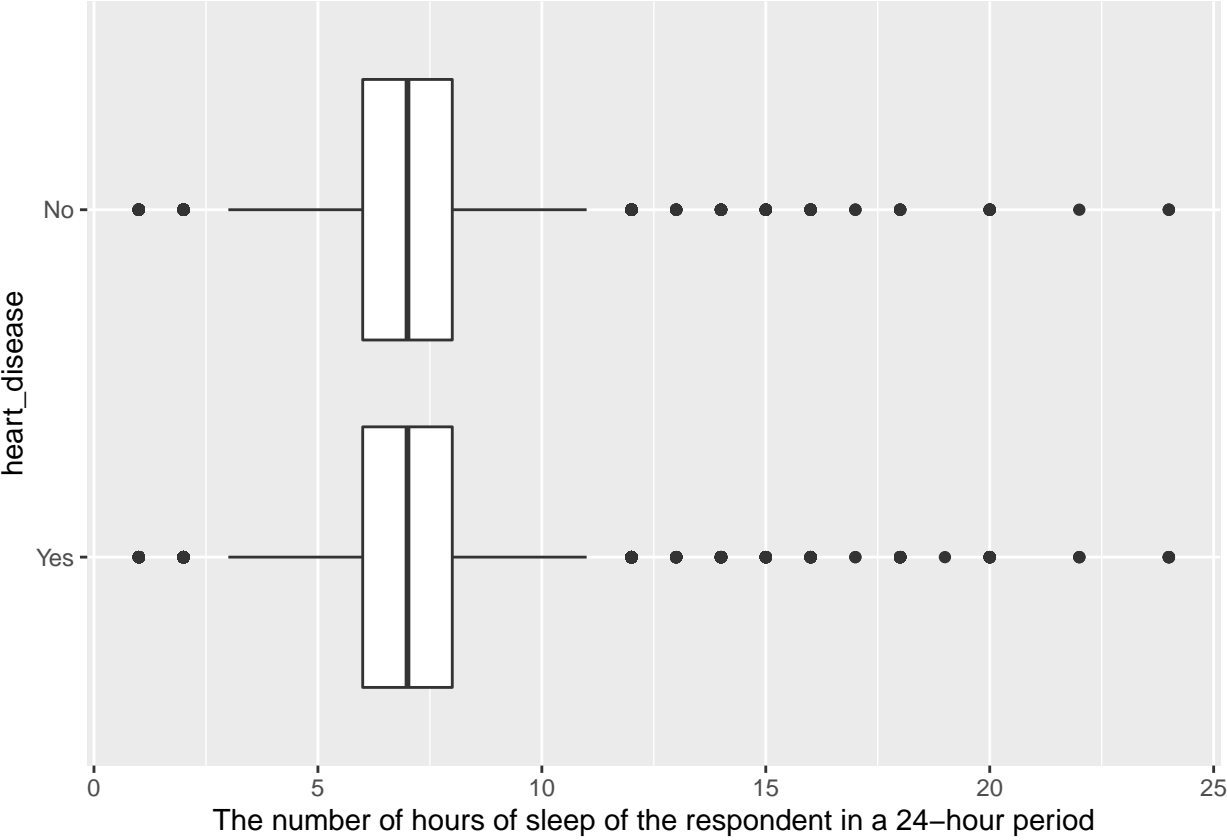 heart_disease
No
Yes
0 5 10 15 20 25
The number of hours of sleep of the respondent in a 24−hour period